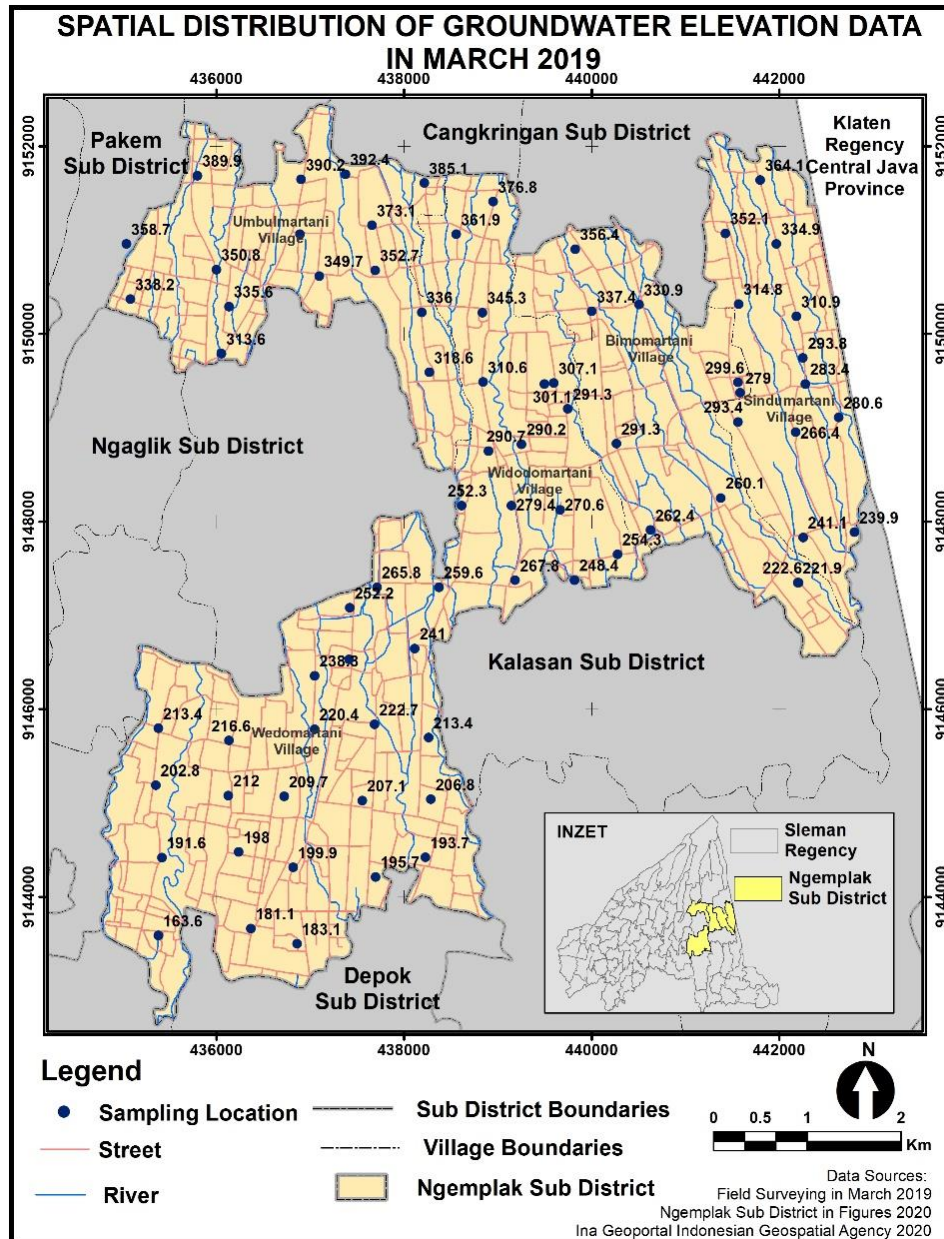 SPATIAL DISTRIBUTION OF GROUNDWATER ELEVATION DATA
IN MARCH 2019
436000 438000 440000 442000
Pakem
Sub District
Cangkringan Sub District
Klaten
Regency
Central Java
Province
9152000 9152000
389.9 390.2 392.4 385.1 364.1
376.8
358.7 373.1 361.9 352.1 334.9
Umbulmartani
Village
356.4
350.8 349.7 352.7
338.2 335.6 336 345.3 337.4 330.9 314.8 310.9
9150000 9150000
313.6
Bimomartani
Village
293.8
318.6 310.6 307.1 299.6 279 283.4
301.1 291.3 293.4
Sindumartani
Village
280.6
Ngaglik Sub District
290.7 290.2 291.3 266.4
Widodomartani
Village
252.3 279.4 270.6 260.1
9148000 9148000
262.4 241.1 239.9
254.3
265.8 259.6 267.8 248.4 222.6 221.9
252.2
241
238.8
Kalasan Sub District
9146000 9146000
213.4 216.6 220.4 222.7 213.4
Wedomartani
Village
202.8 212 209.7 207.1 206.8
191.6 198 199.9 195.7 193.7
9144000 9144000
163.6 181.1 183.1
Depok
Sub District
INZET
Sleman
Regency
Ngemplak
Sub District
436000 438000 440000 442000
Legend
Sampling Location
Street
River
Sub District Boundaries
Village Boundaries
Ngemplak Sub District
N
0 0.5 1 2
Km
Data Sources:
Field Surveying in March 2019
Ngemplak Sub District in Figures 2020
Ina Geoportal Indonesian Geospatial Agency 2020